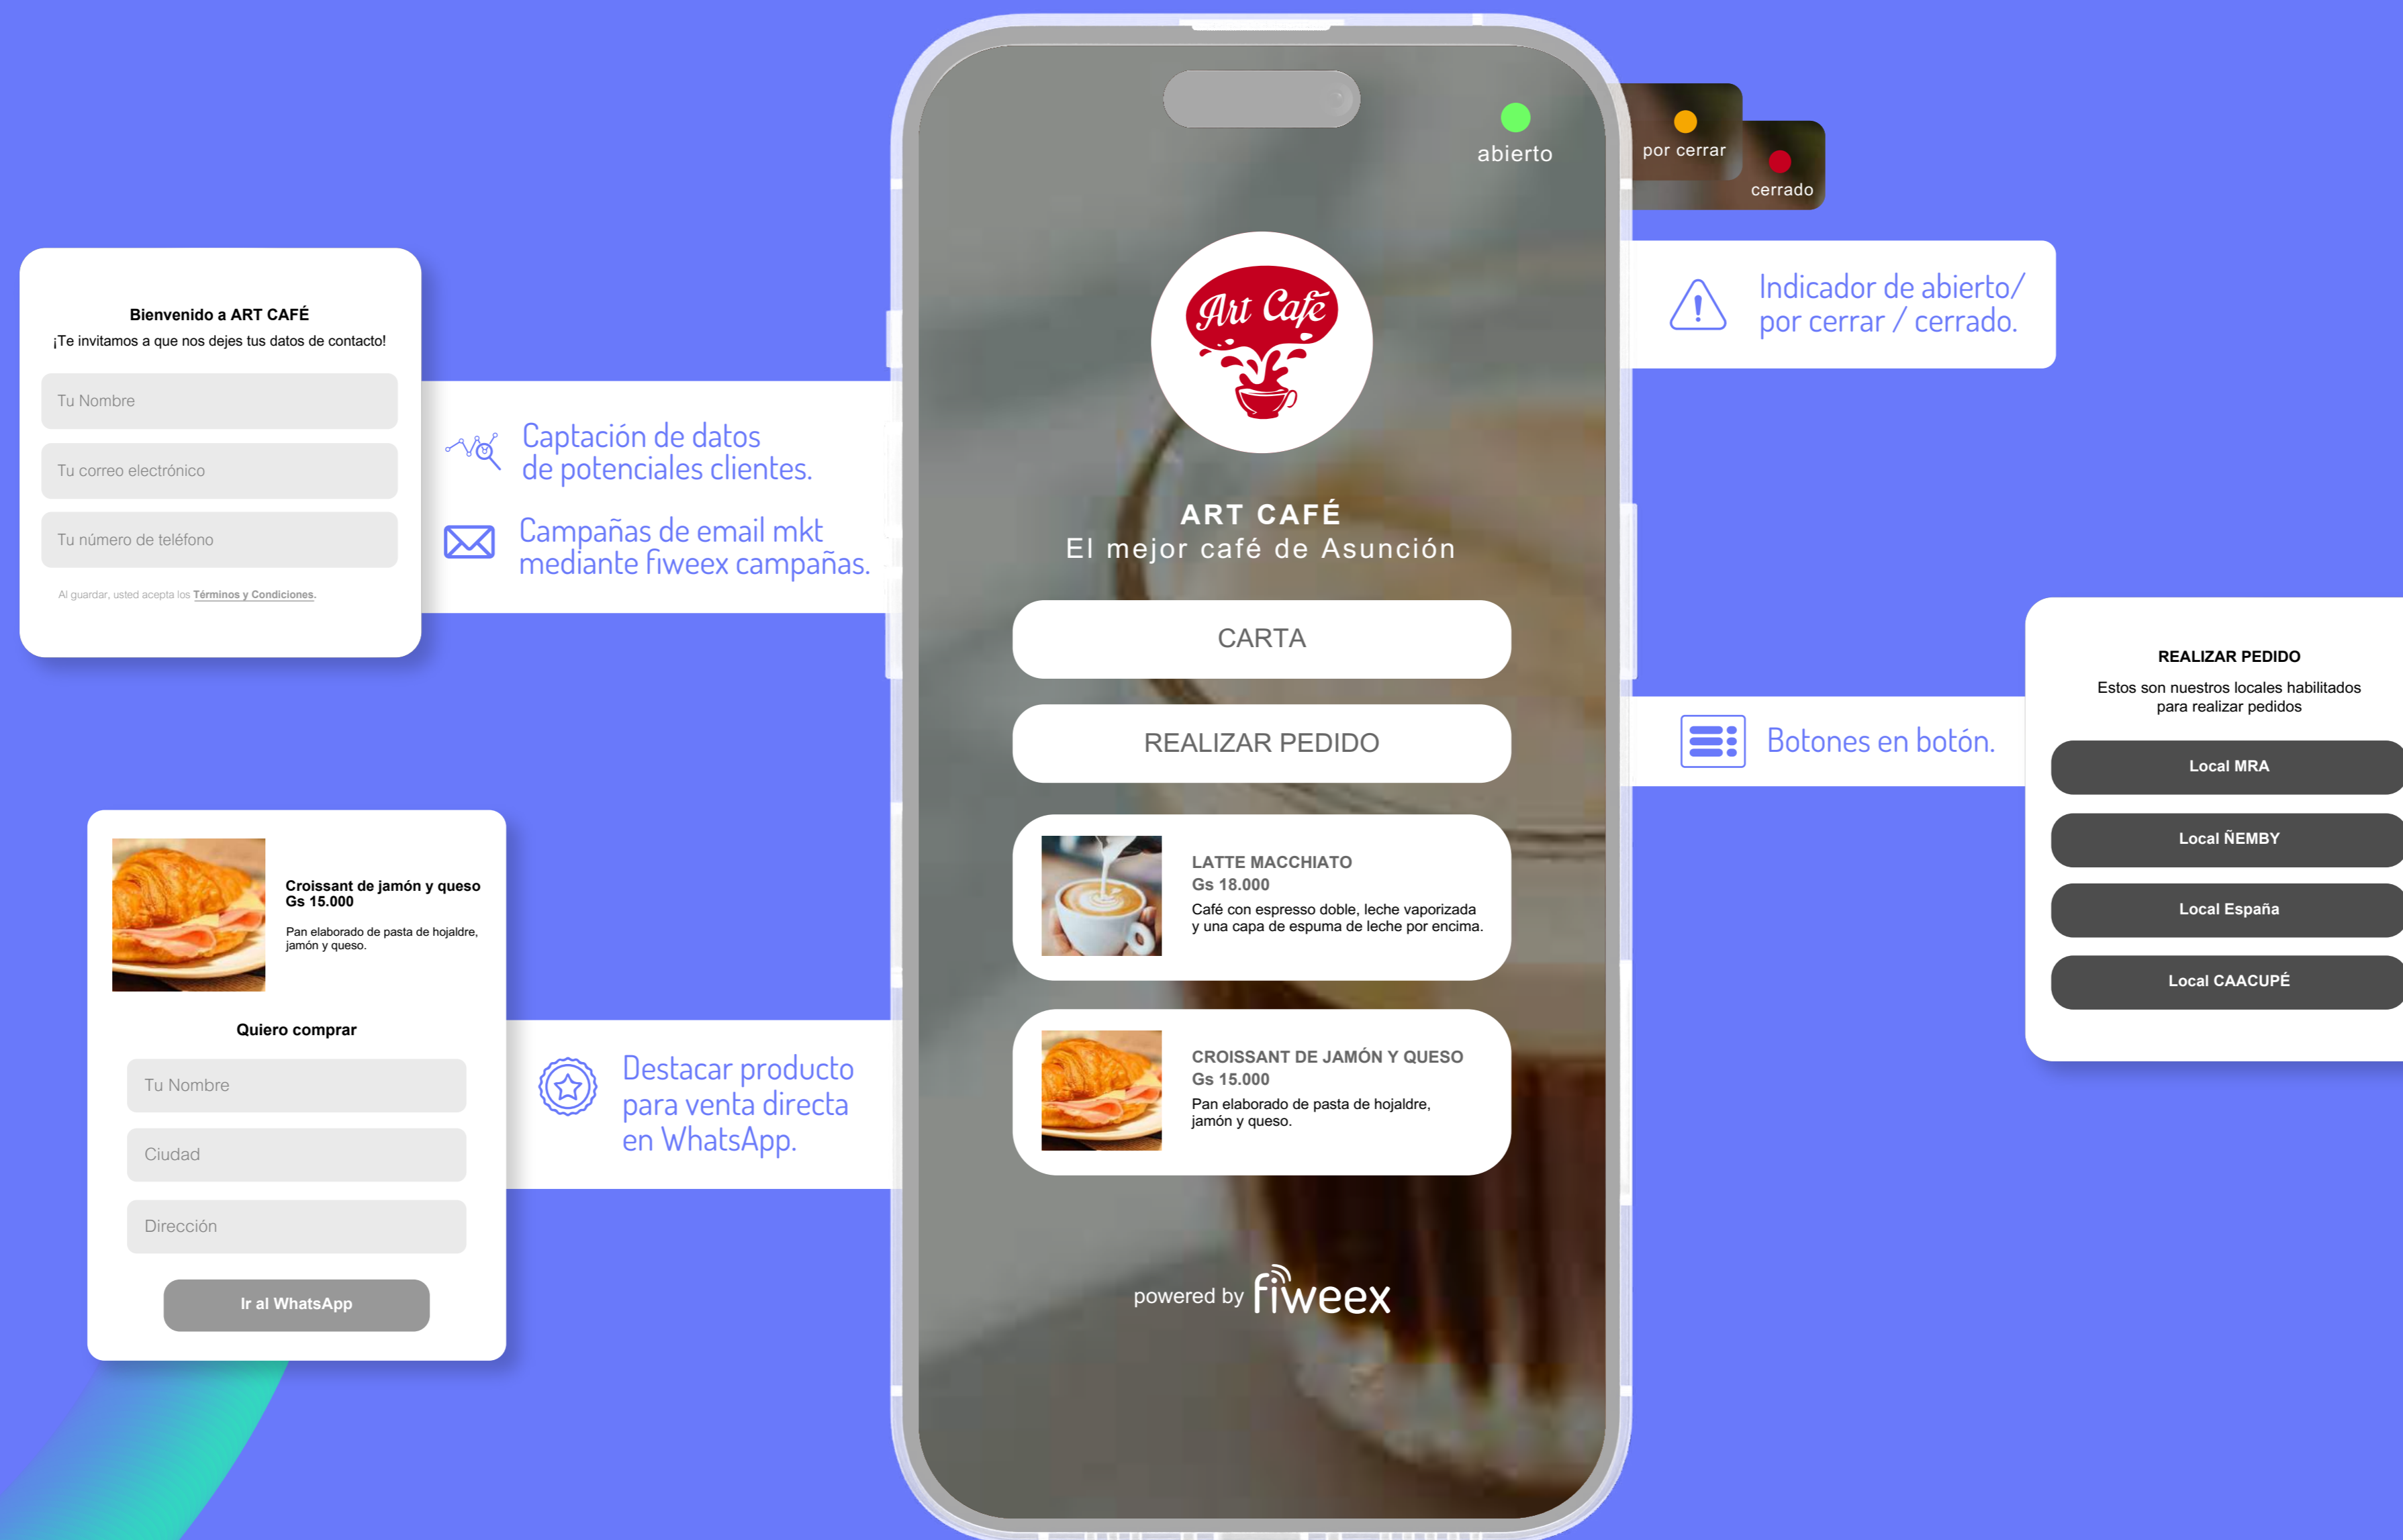 Bienvenido a ART CAFÉ
¡Te invitamos a que nos dejes tus datos de contacto!
Tu Nombre
Tu correo electrónico
Tu número de teléfono
Al guardar, usted acepta los Términos y Condiciones.
Captación de datos
de potenciales clientes.
Campañas de email mkt
mediante fiweex campañas.
Croissant de jamón y queso
Gs 15.000
Pan elaborado de pasta de hojaldre,
jamón y queso.
Quiero comprar
Tu Nombre
Ciudad
Dirección
Ir al WhatsApp
Destacar producto
para venta directa
en WhatsApp.
abierto
Art Café
ART CAFÉ
El mejor café de Asunción
CARTA
REALIZAR PEDIDO
LATTE MACCHIATO
Gs 18.000
Café con espresso doble, leche vaporizada
y una capa de espuma de leche por encima.
CROISSANT DE JAMÓN Y QUESO
Gs 15.000
Pan elaborado de pasta de hojaldre,
jamón y queso.
powered by fiweex
por cerrar
cerrado
Indicador de abierto/
por cerrar / cerrado.
Botones en botón.
REALIZAR PEDIDO
Estos son nuestros locales habilitados
para realizar pedidos
Local MRA
Local ÑEMBY
Local España
Local CAACUPÉ